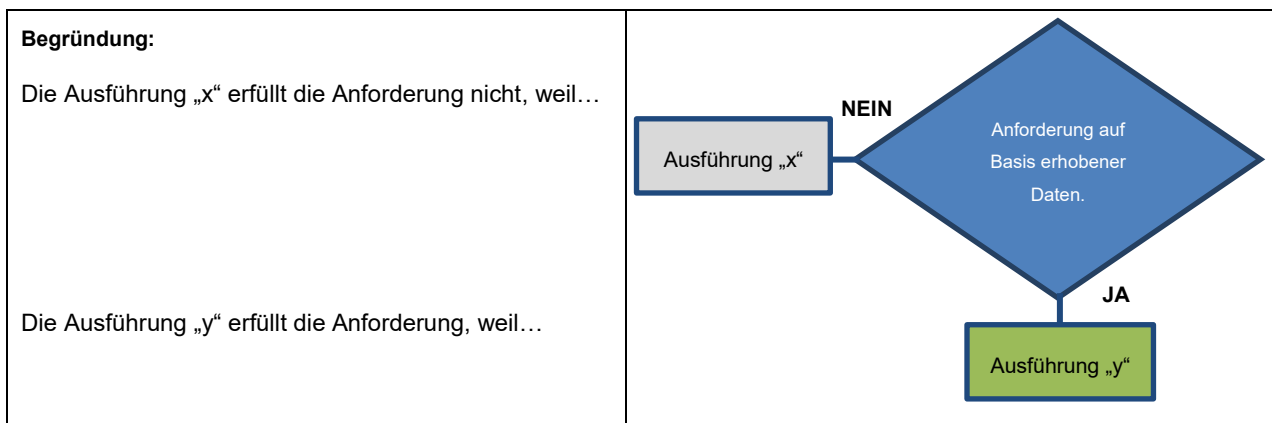 Begründung:
Die Ausführung „x“ erfüllt die Anforderung nicht, weil…
NEIN
Ausführung „x“
Anforderung auf
Basis erhobener
Daten.
JA
Die Ausführung „y“ erfüllt die Anforderung, weil…
Ausführung „y“